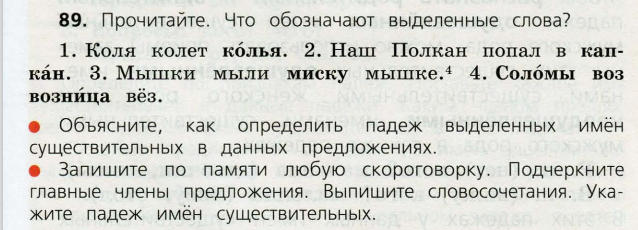 89. Прочитайте. Что обозначают выделенные слова?
1. Коля колет ко́лья. 2. Наш Полкан попал в кап-
ка́н. 3. Мышки мыли миску мышке.⁴ 4. Соло́мы воз
возни́ца вёз.
Объясните, как определить падеж выделенных имён
существительных в данных предложениях.
Запишите по памяти любую скороговорку. Подчеркните
главные члены предложения. Выпишите словосочетания. Ука-
жите падеж имён существительных.